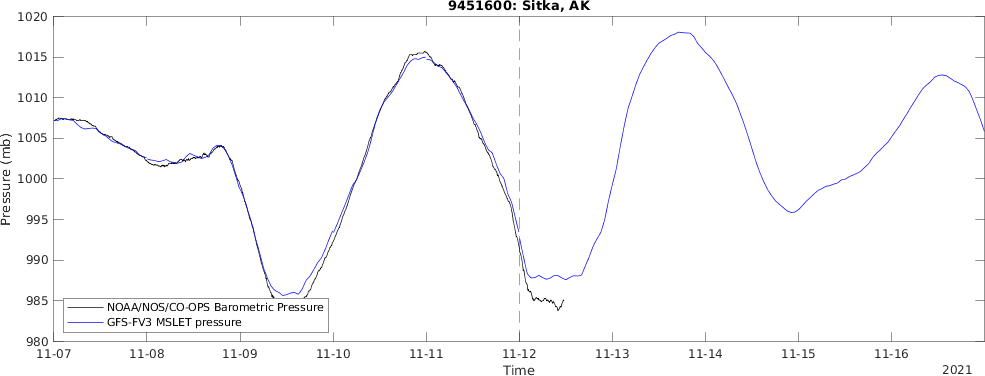 9451600: Sitka, AK
Pressure (mb)
1020
1015
1010
1005
1000
995
990
985
980
NOAA/NOS/CO-OPS Barometric Pressure
GFS-FV3 MSLET pressure
11-07 11-08 11-09 11-10 11-11 11-12 11-13 11-14 11-15 11-16
Time
2021